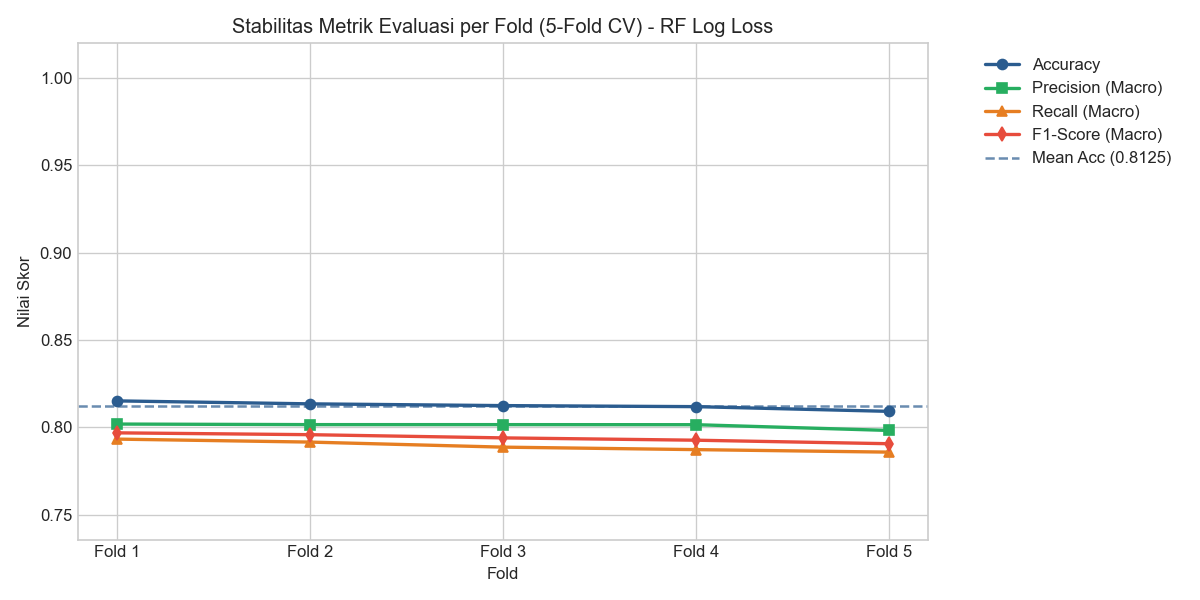 Stabilitas Metrik Evaluasi per Fold (5-Fold CV) - RF Log Loss
Accuracy
Precision (Macro)
Recall (Macro)
F1-Score (Macro)
Mean Acc (0.8125)
Nilai Skor
1.00
0.95
0.90
0.85
0.80
0.75
Fold 1
Fold 2
Fold 3
Fold 4
Fold 5
Fold